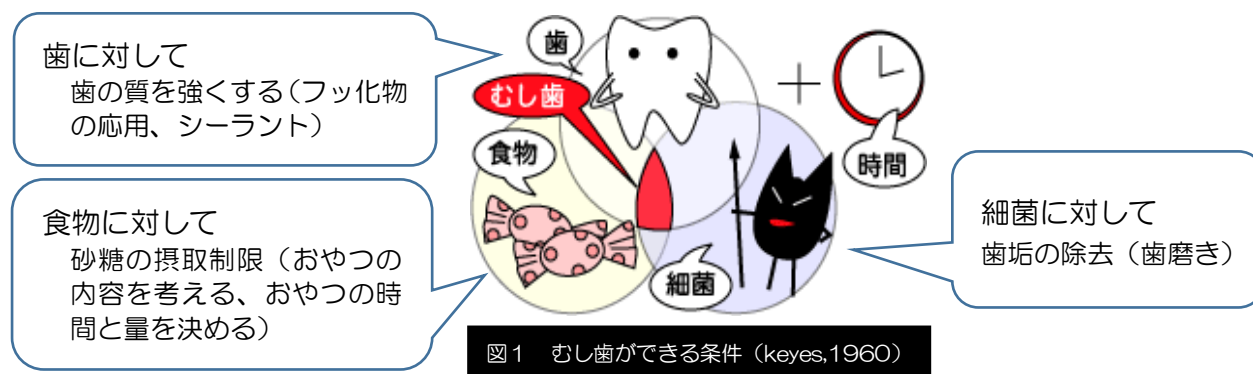 歯に対して
歯の質を強くする（フッ化物
の応用、シーラント）
食物に対して
砂糖の摂取制限（おやつの
内容を考える、おやつの時
間と量を決める）
歯
むし歯
食物
細菌
時間
細菌に対して
歯垢の除去（歯磨き）
図１　むし歯ができる条件（keyes,1960）